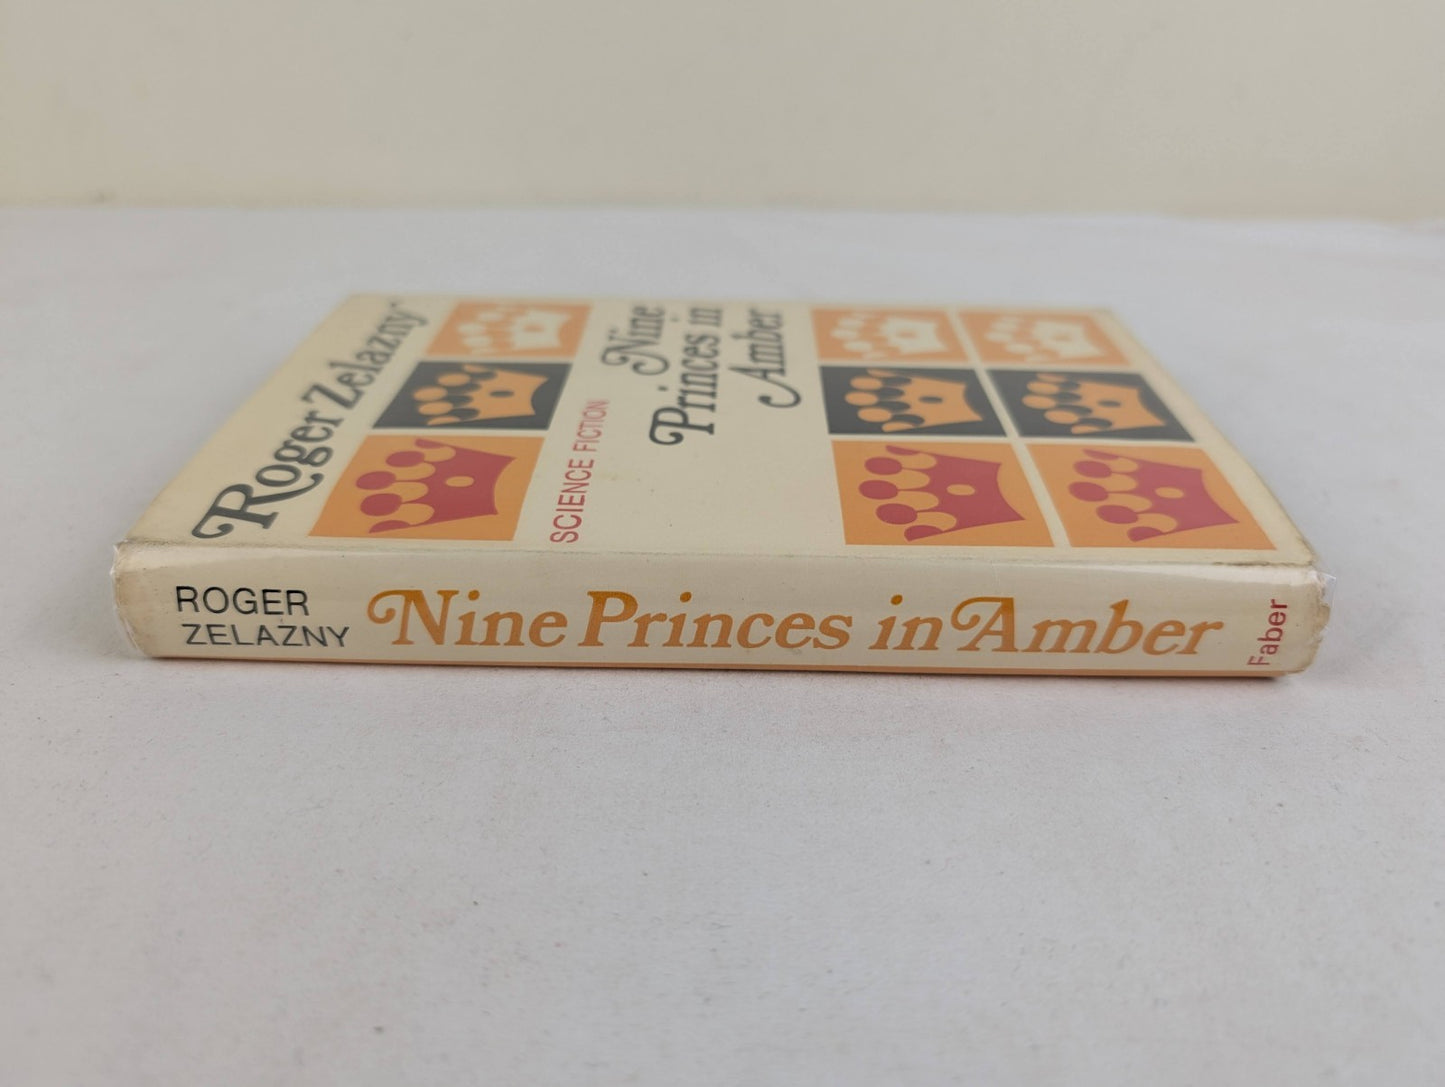 Roger Zelazny
SCIENCE FICTION
Nine
Princes in
Amber
ROGER
ZELAZNY
Nine Princes in Amber
Faber